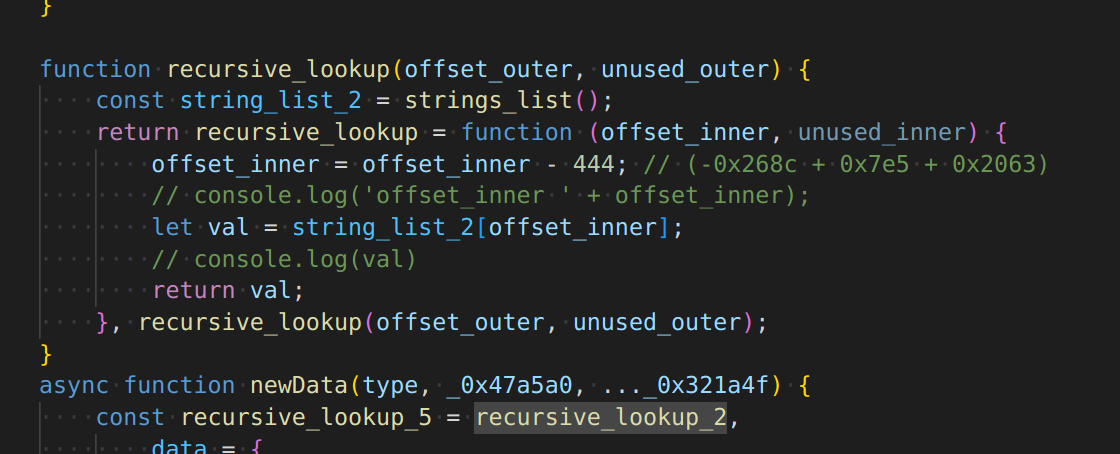 }
function recursive_lookup(offset_outer, unused_outer) {
const string_list_2 = strings_list();
return recursive_lookup = function (offset_inner, unused_inner) {
offset_inner = offset_inner - 444; // (-0x268c + 0x7e5 + 0x2063)
// console.log('offset_inner ' + offset_inner);
let val = string_list_2[offset_inner];
// console.log(val)
return val;
}, recursive_lookup(offset_outer, unused_outer);
}
async function newData(type, _0x47a5a0, ..._0x321a4f) {
const recursive_lookup_5 = recursive_lookup_2,
data = {